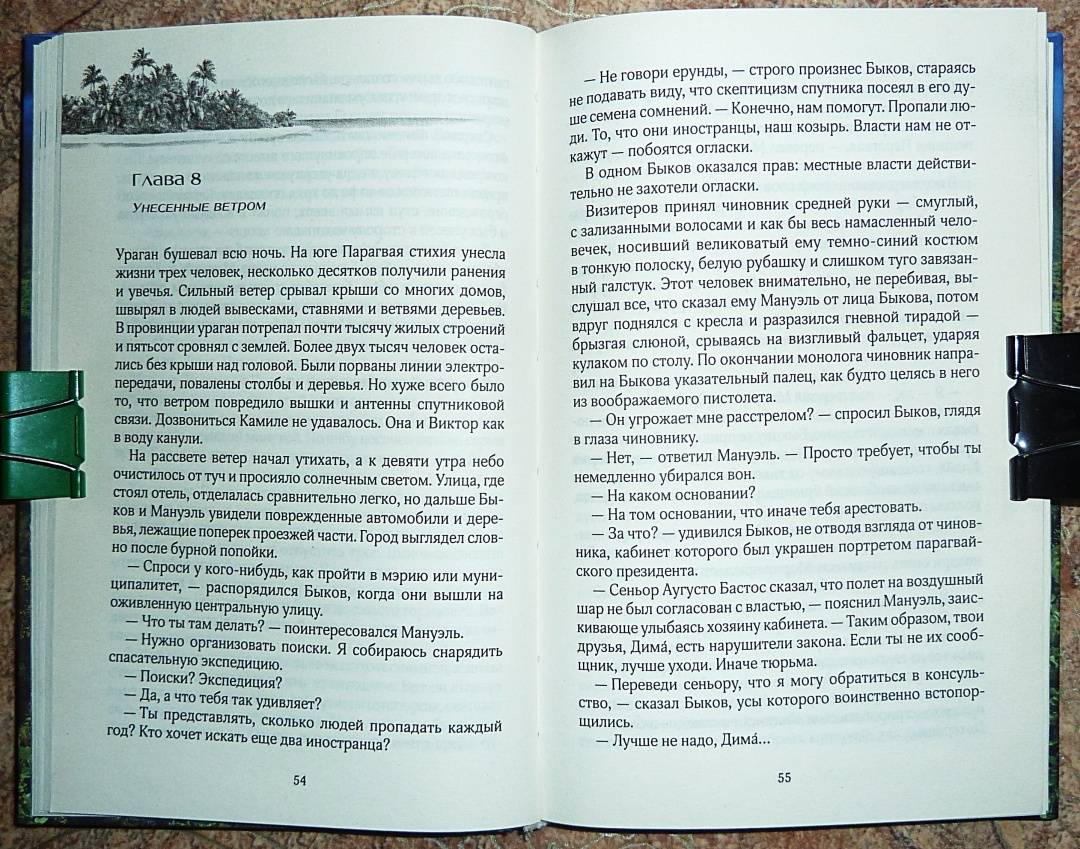 Глава 8
Унесенные ветром
Ураган бушевал всю ночь. На юге Парагвая стихия унесла
жизни трех человек, несколько десятков получили ранения
и увечья. Сильный ветер срывал крыши со многих домов,
швырял в людей вывесками, ставнями и ветвями деревьев.
В провинции ураган потрепал почти тысячу жилых строений
и пятьсот сровнял с землей. Более двух тысяч человек оста-
лись без крыши над головой. Были порваны линии электро-
передачи, повалены столбы и деревья. Но хуже всего было
то, что ветром повредило вышки и антенны спутниковой
связи. Дозвониться Камиле не удавалось. Она и Виктор как
в воду канули.
На рассвете ветер начал утихать, а к девяти утра небо
очистилось от туч и просияло солнечным светом. Улица, где
стоял отель, отделалась сравнительно легко, но дальше Бы-
ков и Мануэль увидели поврежденные автомобили и дере-
вья, лежащие поперек проезжей части. Город выглядел слов-
но после бурной попойки.
— Спроси у кого-нибудь, как пройти в мэрию или муни-
ципалитет, — распорядился Быков, когда они вышли на
оживленную центральную улицу.
— Что ты там делать? — поинтересовался Мануэль.
— Нужно организовать поиски. Я собираюсь снарядить
спасательную экспедицию.
— Поиски? Экспедиция?
— Да, а что тебя так удивляет?
— Ты представлять, сколько людей пропадать каждый
год? Кто хочет искать еще два иностранца?
54
— Не говори ерунды, — строго произнес Быков, стараясь
не подавать виду, что скептицизм спутника посеял в его ду-
ше семена сомнений. — Конечно, нам помогут. Пропали лю-
ди. То, что они иностранцы, наш козырь. Власти нам не от-
кажут — побоятся огласки.
В одном Быков оказался прав: местные власти действи-
тельно не захотели огласки.
Визитеров принял чиновник средней руки — смуглый,
с зализанными волосами и как бы весь намасленный чело-
вечек, носивший великоватый ему темно-синий костюм
в тонкую полоску, белую рубашку и слишком туго завязан-
ный галстук. Этот человек внимательно, не перебивая, вы-
слушал все, что сказал ему Мануэль от лица Быкова, потом
вдруг поднялся с кресла и разразился гневной тирадой —
брызгая слюной, срываясь на визгливый фальцет, ударяя
кулаком по столу. По окончании монолога чиновник напра-
вил на Быкова указательный палец, как будто целясь в него
из воображаемого пистолета.
— Он угрожает мне расстрелом? — спросил Быков, глядя
в глаза чиновнику.
— Нет, — ответил Мануэль. — Просто требует, чтобы ты
немедленно убирался вон.
— На каком основании?
— На том основании, что иначе тебя арестовать.
— За что? — удивился Быков, не отводя взгляда от чинов-
ника, кабинет которого был украшен портретом парагвай-
ского президента.
— Сеньор Аугусто Бастос сказал, что полет на воздушный
шар не был согласован с властью, — пояснил Мануэль, заис-
кивающе улыбаясь хозяину кабинета. — Таким образом, твои
друзья, Димá, есть нарушители закона. Если ты не их сооб-
щник, лучше уходи. Иначе тюрьма.
— Переведи сеньору, что я могу обратиться в консуль-
ство, — сказал Быков, усы которого воинственно встопор-
щились.
— Лучше не надо, Димá...
55